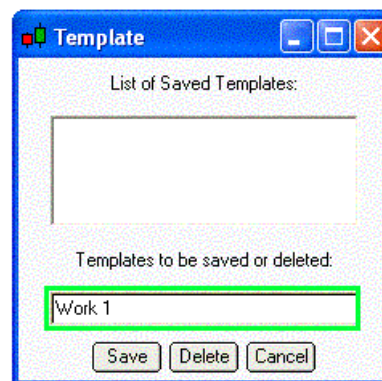 Template
List of Saved Templates:
Templates to be saved or deleted:
Work 1
Save Delete Cancel